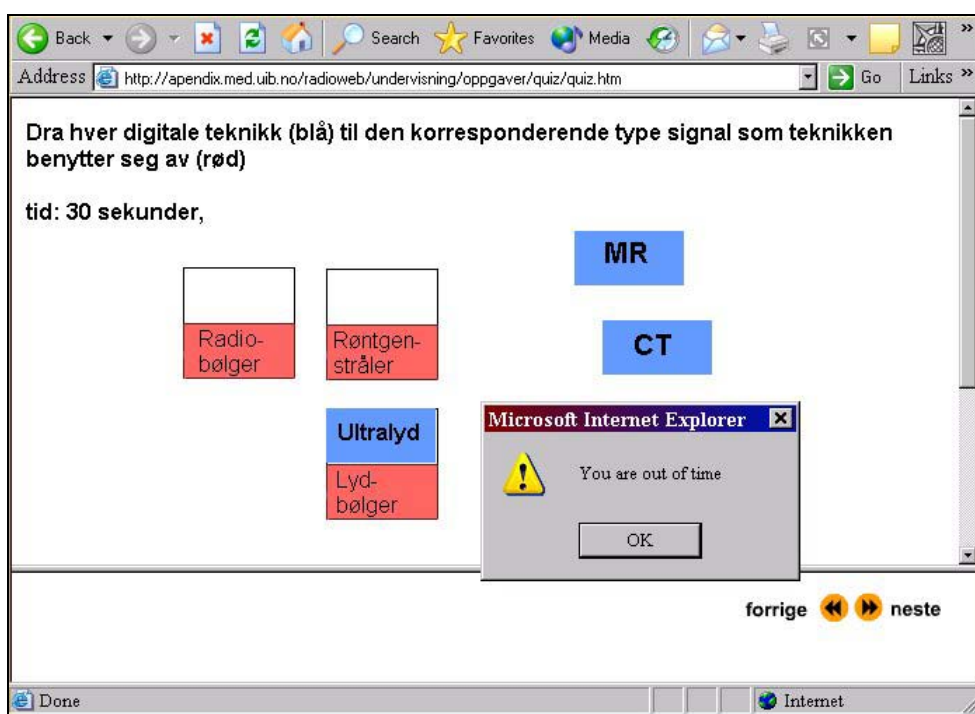 Back Search Favorites Media »
Address http://apendix.med.uib.no/radioweb/undervisning/oppgaver/quiz/quiz.htm Go Links »
Dra hver digitale teknikk (blå) til den korresponderende type signal som teknikken
benytter seg av (rød)
tid: 30 sekunder,
MR
Radio-
bølger
Røntgen-
stråler
CT
Ultralyd
Lyd-
bølger
Microsoft Internet Explorer
You are out of time
OK
forrige neste
Done Internet